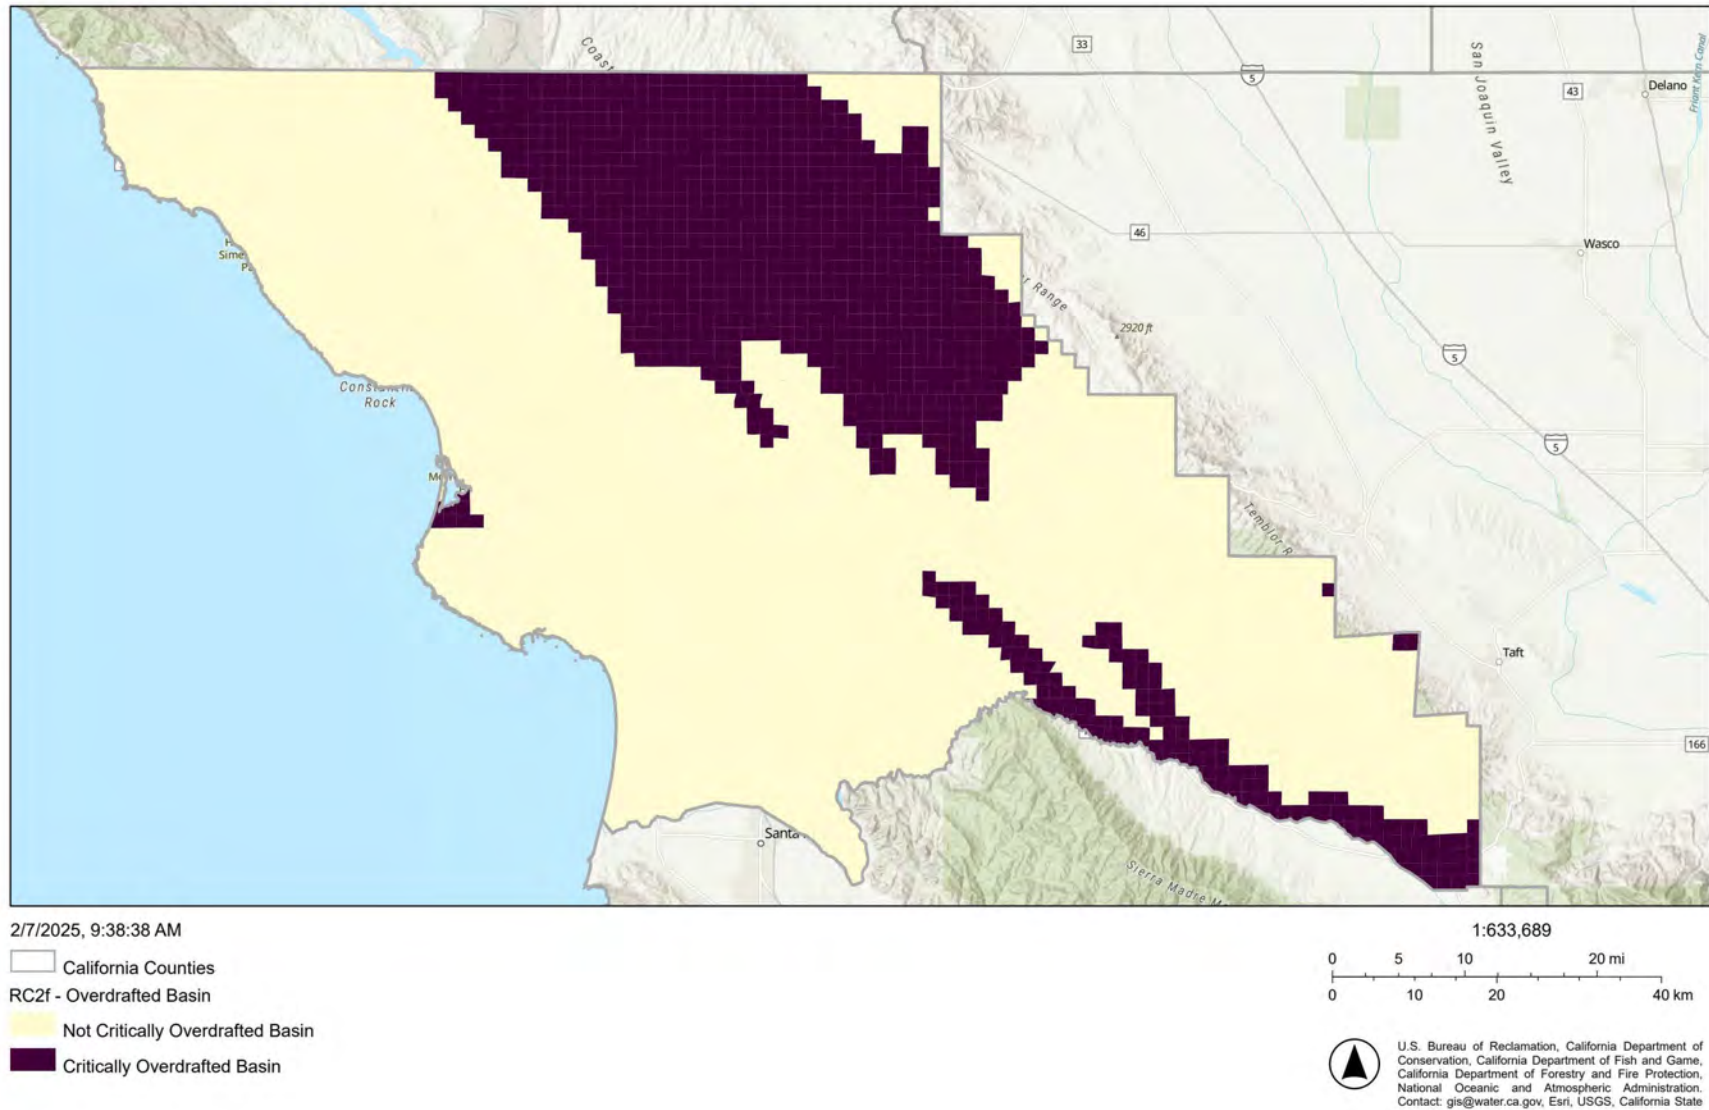 Coast
33
5
San Joaquin Valley
43
Delano
Friant Kern Canal
46
Wasco
Range
2920 ft
5
Rock
5
Temblor R
Taft
166
Santa
Sierra Madre M
2/7/2025, 9:38:38 AM
California Counties
RC2f - Overdrafted Basin
Not Critically Overdrafted Basin
Critically Overdrafted Basin
1:633,689
0 5 10 20 mi
0 10 20 40 km
U.S. Bureau of Reclamation, California Department of
Conservation, California Department of Fish and Game,
California Department of Forestry and Fire Protection,
National Oceanic and Atmospheric Administration.
Contact: gis@water.ca.gov, Esri, USGS, California State